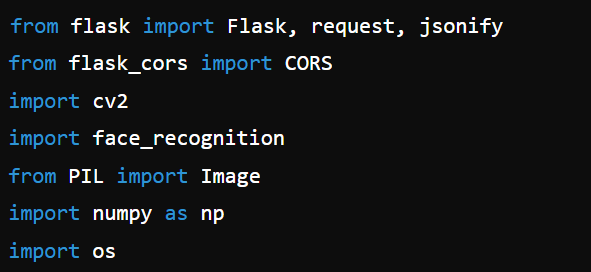 from flask import Flask, request, jsonify
from flask_cors import CORS
import cv2
import face_recognition
from PIL import Image
import numpy as np
import os